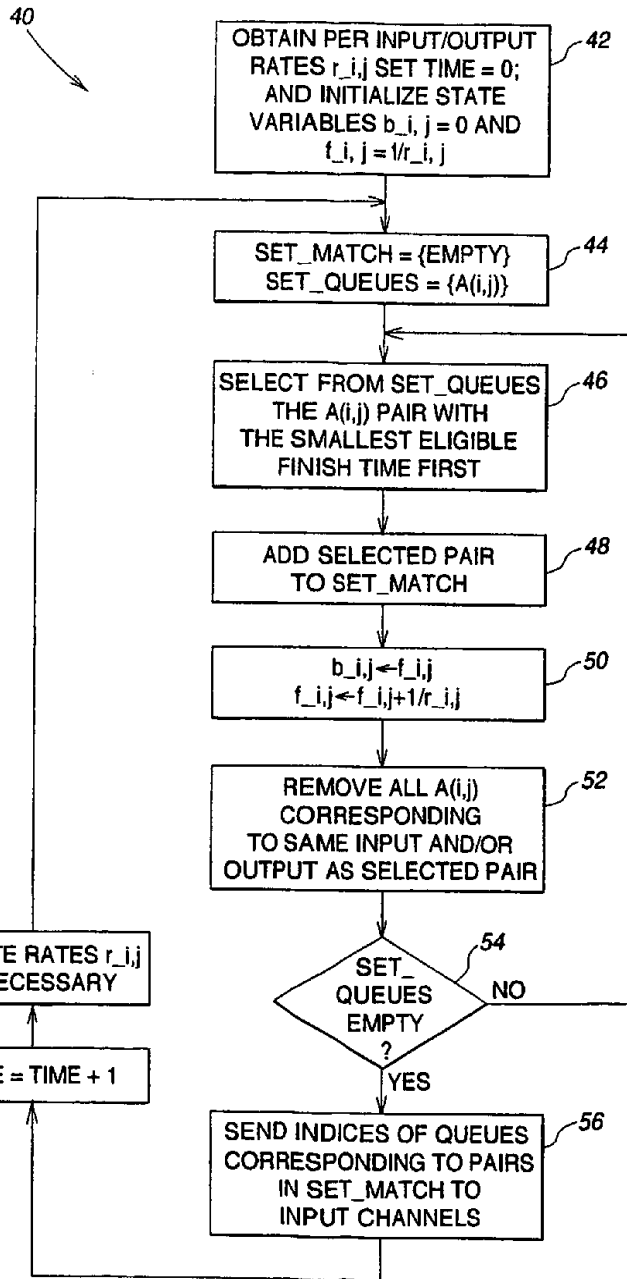 40
OBTAIN PER INPUT/OUTPUT
RATES r_i,j SET TIME = 0;
AND INITIALIZE STATE
VARIABLES b_i, j = 0 AND
f_i, j = 1/r_i, j
42
SET_MATCH = {EMPTY}
SET_QUEUES = {A(i,j)}
44
SELECT FROM SET_QUEUES
THE A(i,j) PAIR WITH
THE SMALLEST ELIGIBLE
FINISH TIME FIRST
46
ADD SELECTED PAIR
TO SET_MATCH
48
b_i,j←f_i,j
f_i,j←f_i,j+1/r_i,j
50
REMOVE ALL A(i,j)
CORRESPONDING
TO SAME INPUT AND/OR
OUTPUT AS SELECTED PAIR
52
SET_
QUEUES
EMPTY
?
54
NO
YES
SEND INDICES OF QUEUES
CORRESPONDING TO PAIRS
IN SET_MATCH TO
INPUT CHANNELS
56
E = TIME + 1
TE RATES r_i,j
ECESSARY